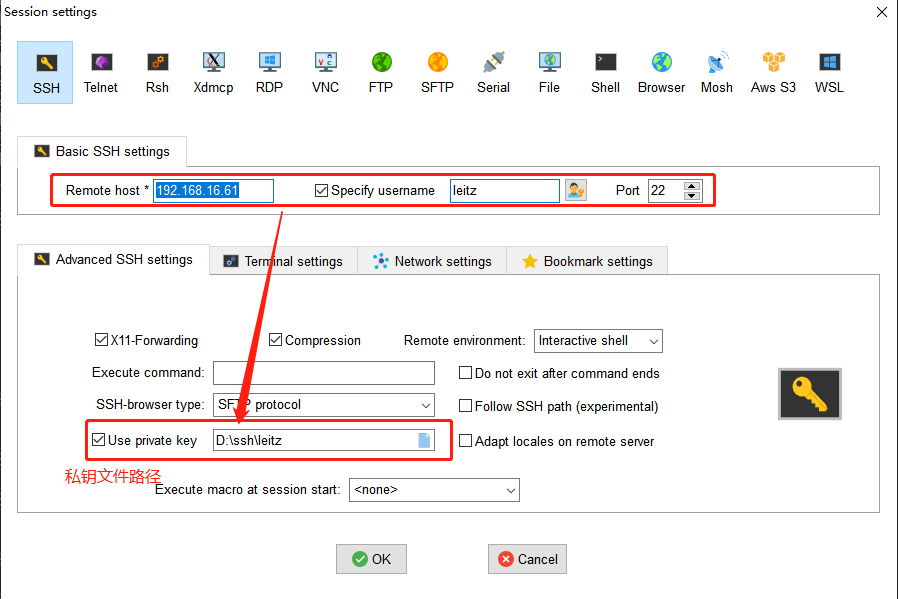 Session settings
SSH Telnet Rsh Xdmcp RDP VNC FTP SFTP Serial File Shell Browser Mosh Aws S3 WSL
Basic SSH settings
Remote host * 192.168.16.61 Specify username leitz Port 22
Advanced SSH settings Terminal settings Network settings Bookmark settings
X11-Forwarding Compression Remote environment: Interactive shell
Execute command: Do not exit after command ends
SSH-browser type: SFTP protocol Follow SSH path (experimental)
Use private key D:\ssh\leitz Adapt locales on remote server
私钥文件路径
Execute macro at session start: <none>
OK Cancel